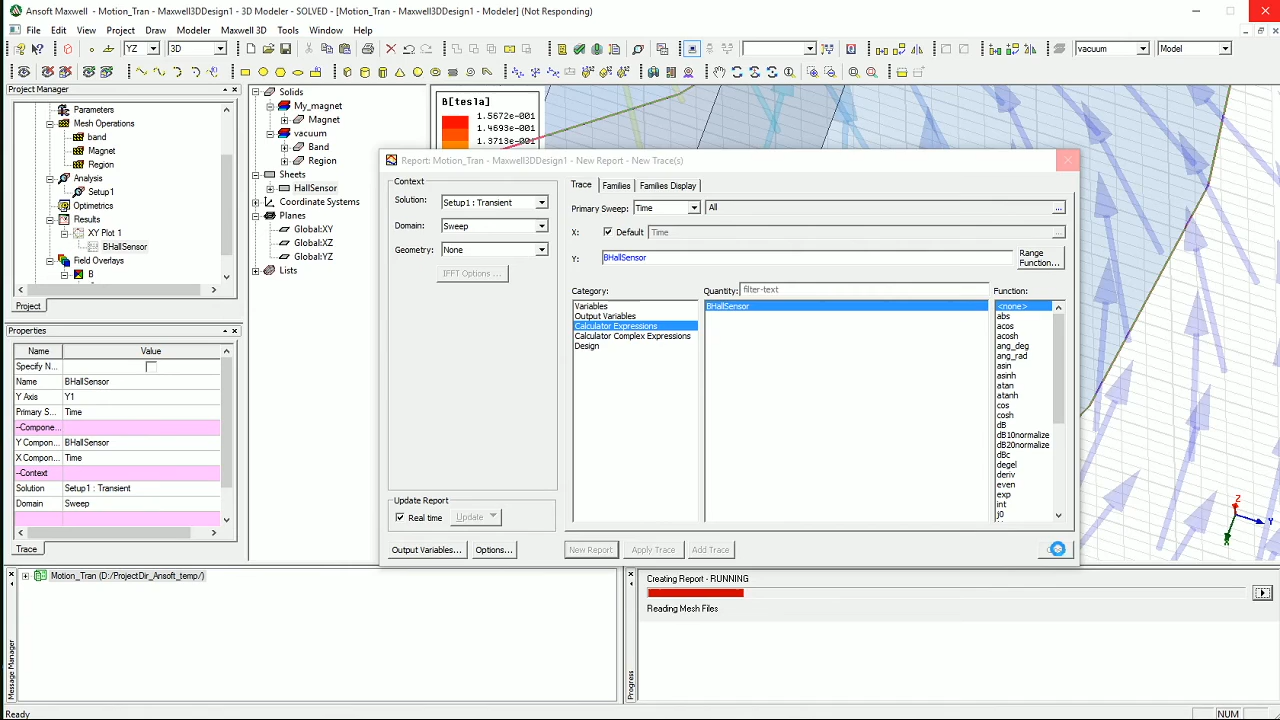 Ansoft Maxwell - Motion_Tran - Maxwell3DDesign1 - 3D Modeler - SOLVED - [Motion_Tran - Maxwell3DDesign1 - Modeler] (Not Responding)
File Edit View Project Draw Modeler Maxwell 3D Tools Window Help
YZ 3D vacuum Model
Project Manager
Parameters
Mesh Operations
band
Magnet
Region
Analysis
Setup1
Optimetrics
Results
XY Plot 1
BHallSensor
Field Overlays
B
Project
Solids
My_magnet
Magnet
vacuum
Band
Region
Sheets
HallSensor
Coordinate Systems
Planes
Global:XY
Global:XZ
Global:YZ
Lists
B[tesla]
1.5672e-001
1.4693e-001
1.3713e-001
Properties
Name Value
Specify N...
Name BHallSensor
Y Axis Y1
Primary S... Time
--Compone...
Y Compon... BHallSensor
X Compon... Time
--Context
Solution Setup1 : Transient
Domain Sweep
Trace
Report: Motion_Tran - Maxwell3DDesign1 - New Report - New Trace(s)
Context
Solution: Setup1 : Transient
Domain: Sweep
Geometry: None
IFFT Options ...
Update Report
Real time Update
Output Variables... Options...
Trace Families Families Display
Primary Sweep: Time All ...
X: Default Time ...
Y: BHallSensor Range Function...
Category: Quantity: filter-text Function:
Variables
Output Variables
Calculator Expressions
Calculator Complex Expressions
Design
BHallSensor
<none>
abs
acos
acosh
ang_deg
ang_rad
asin
asinh
atan
atanh
cos
cosh
dB
dB10normalize
dB20normalize
dBc
degel
deriv
even
exp
int
j0
New Report Apply Trace Add Trace
Z
Y
Message Manager
Motion_Tran (D:/ProjectDir_Ansoft_temp/)
Progress
Creating Report - RUNNING
Reading Mesh Files
Ready NUM